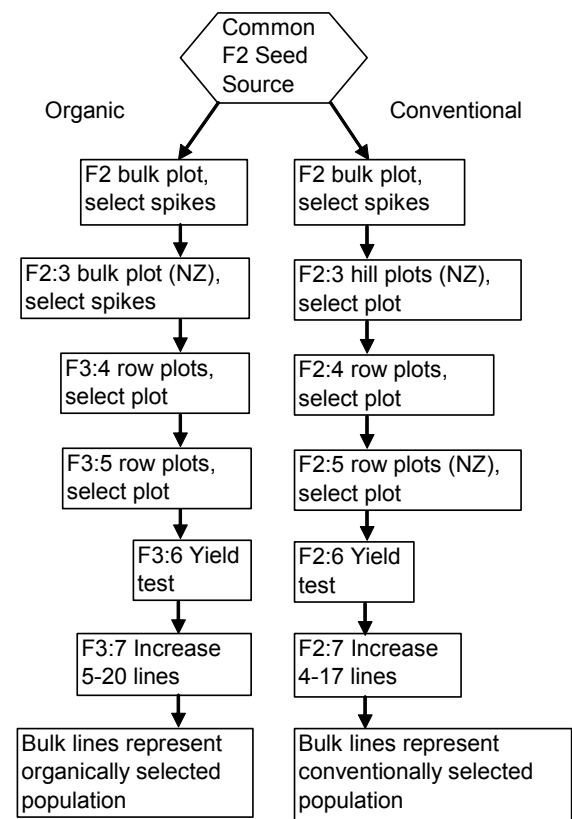 Common
F2 Seed
Source
Organic
Conventional
F2 bulk plot,
select spikes
F2 bulk plot,
select spikes
F2:3 bulk plot (NZ),
select spikes
F2:3 hill plots (NZ),
select plot
F3:4 row plots,
select plot
F2:4 row plots,
select plot
F3:5 row plots,
select plot
F2:5 row plots (NZ),
select plot
F3:6 Yield
test
F2:6 Yield
test
F3:7 Increase
5-20 lines
F2:7 Increase
4-17 lines
Bulk lines represent
organically selected
population
Bulk lines represent
conventionally selected
population